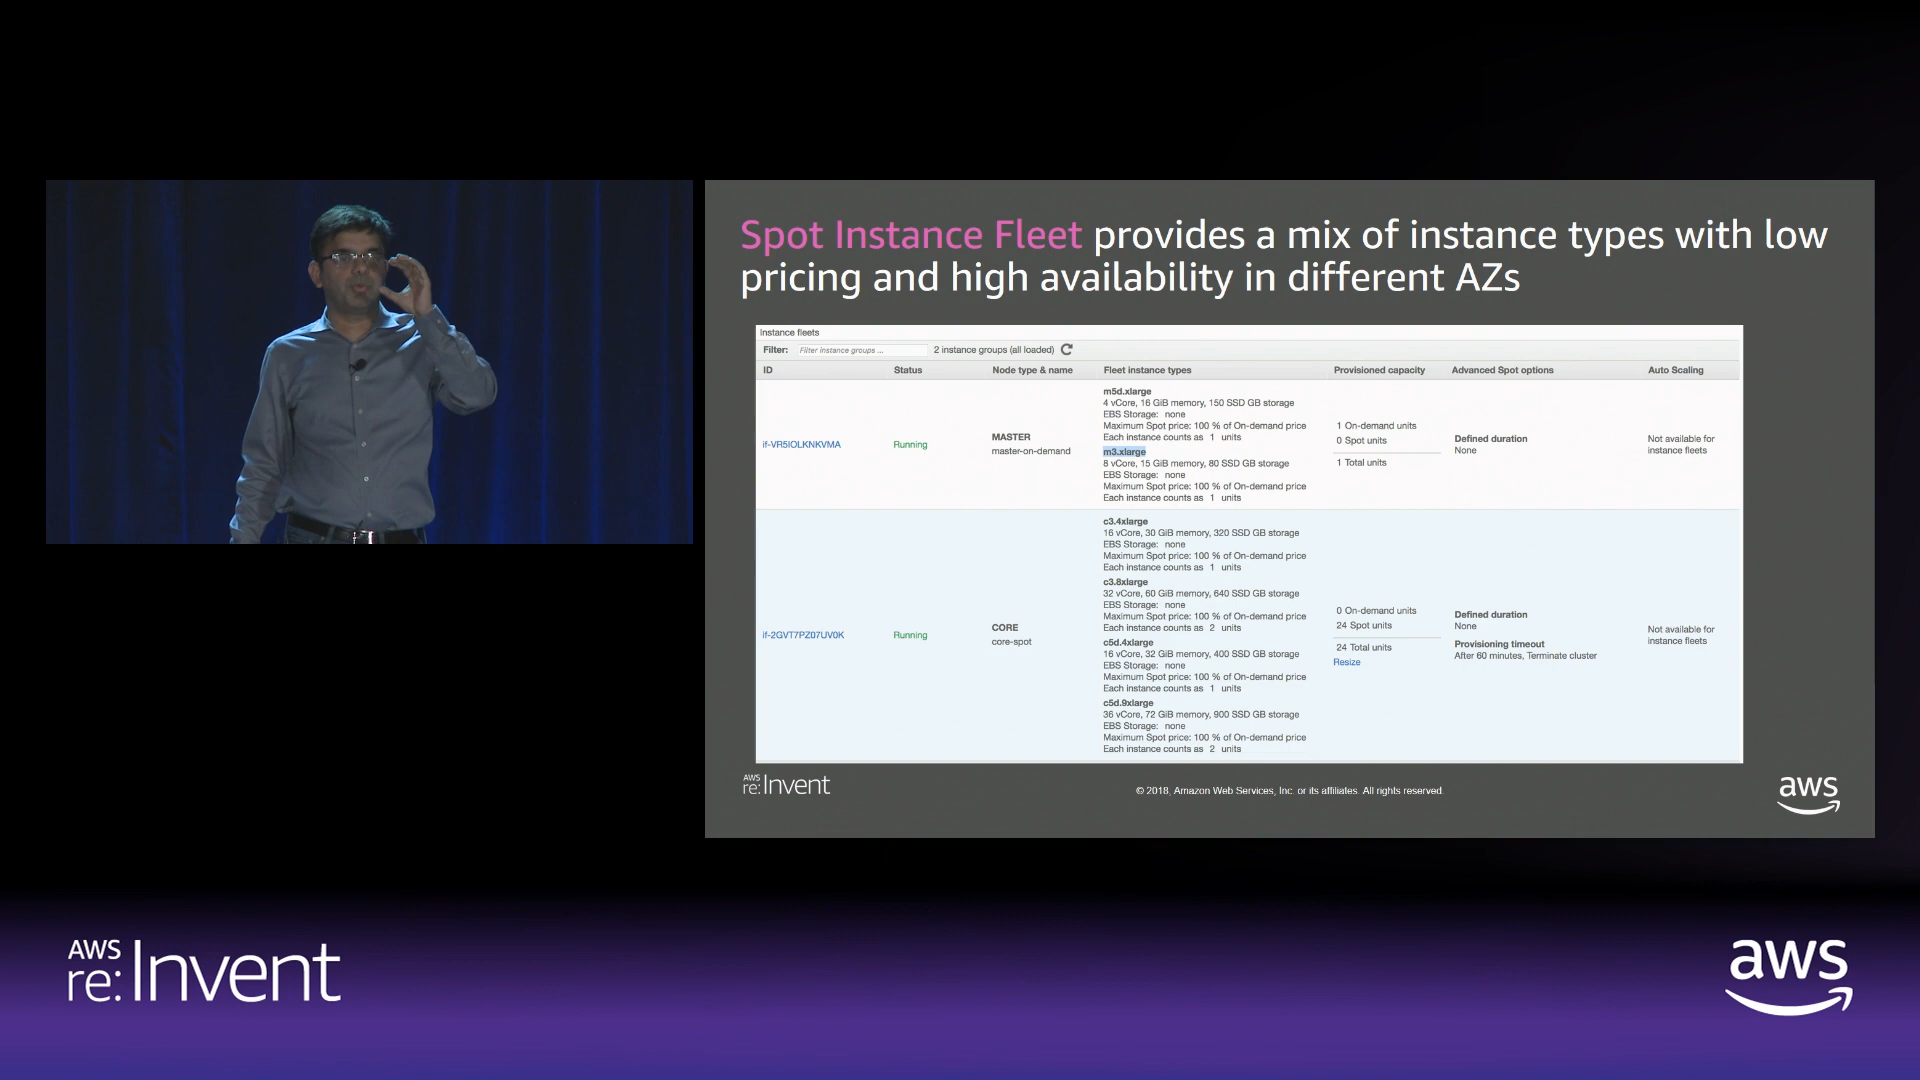 Spot Instance Fleet provides a mix of instance types with low
pricing and high availability in different AZs
Instance fleets
Filter: Filter instance groups ... 2 instance groups (all loaded)
ID Status Node type & name Fleet instance types Provisioned capacity Advanced Spot options Auto Scaling
if-VR5IOLKNKVMA
Running
MASTER
master-on-demand
m5d.xlarge
4 vCore, 16 GiB memory, 150 SSD GB storage
EBS Storage: none
Maximum Spot price: 100 % of On-demand price
Each instance counts as 1 units
m3.xlarge
8 vCore, 15 GiB memory, 80 SSD GB storage
EBS Storage: none
Maximum Spot price: 100 % of On-demand price
Each instance counts as 1 units
1 On-demand units
0 Spot units
1 Total units
Defined duration
None
Not available for
instance fleets
if-2GVT7PZ07UV0K
Running
CORE
core-spot
c3.4xlarge
16 vCore, 30 GiB memory, 320 SSD GB storage
EBS Storage: none
Maximum Spot price: 100 % of On-demand price
Each instance counts as 1 units
c3.8xlarge
32 vCore, 60 GiB memory, 640 SSD GB storage
EBS Storage: none
Maximum Spot price: 100 % of On-demand price
Each instance counts as 2 units
c5d.4xlarge
16 vCore, 32 GiB memory, 400 SSD GB storage
EBS Storage: none
Maximum Spot price: 100 % of On-demand price
Each instance counts as 1 units
c5d.9xlarge
36 vCore, 72 GiB memory, 900 SSD GB storage
EBS Storage: none
Maximum Spot price: 100 % of On-demand price
Each instance counts as 2 units
0 On-demand units
24 Spot units
24 Total units
Resize
Defined duration
None
Provisioning timeout
After 60 minutes, Terminate cluster
Not available for
instance fleets
AWS
re:Invent
© 2018, Amazon Web Services, Inc. or its affiliates. All rights reserved.
aws
AWS
re:Invent
aws